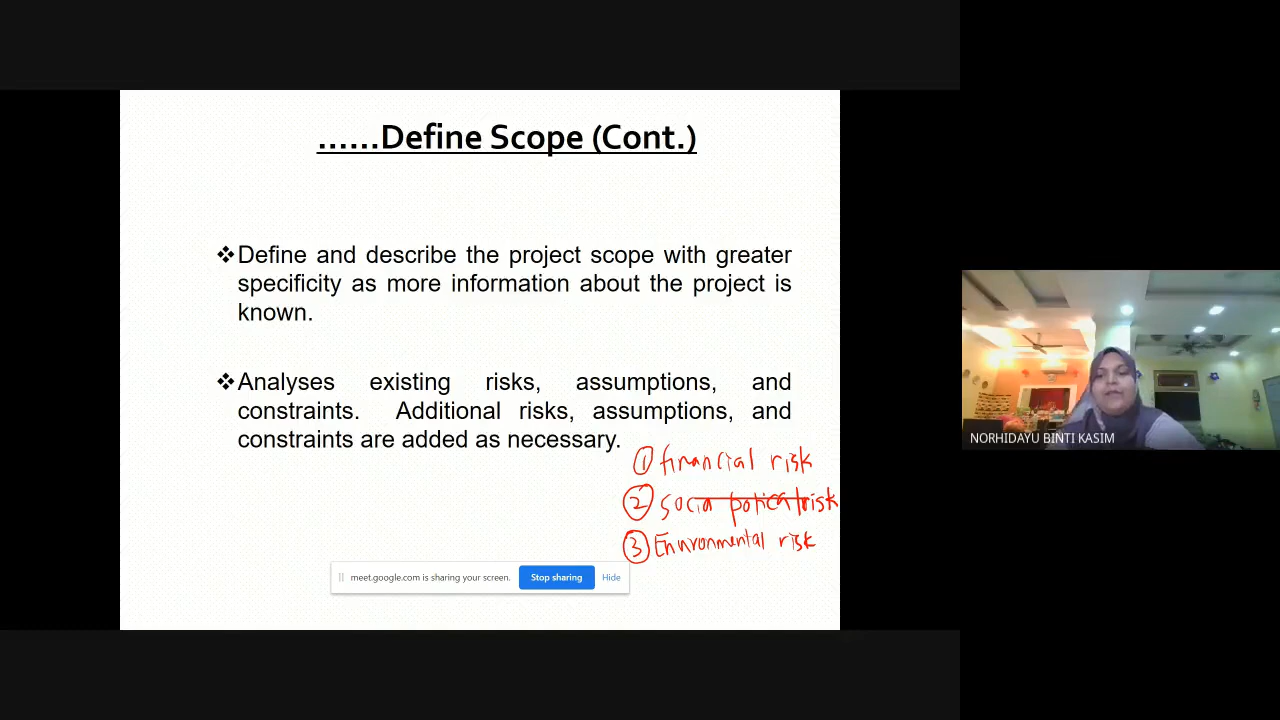 ......Define Scope (Cont.)
❖Define and describe the project scope with greater
specificity as more information about the project is
known.
❖Analyses existing risks, assumptions, and
constraints. Additional risks, assumptions, and
constraints are added as necessary.
① financial risk
② socia potical risk
③ Environmental risk
meet.google.com is sharing your screen. Stop sharing Hide
NORHIDAYU BINTI KASIM